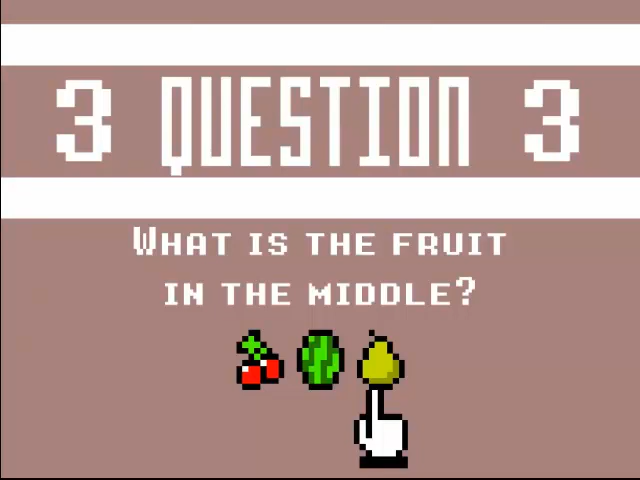 3 QUESTION 3
WHAT IS THE FRUIT
IN THE MIDDLE?